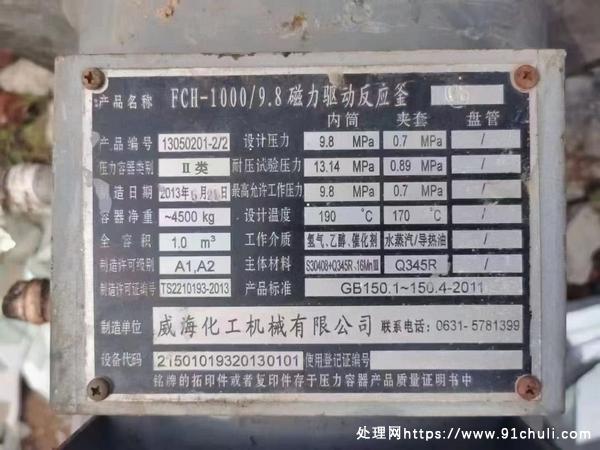 产品名称 FCH-1000/9.8 磁力驱动反应釜
内筒 夹套 盘管
产品编号 13050201-2/2 设计压力 9.8 MPa 0.7 MPa /
压力容器类别 II 类 耐压试验压力 13.14 MPa 0.89 MPa /
制造日期 2013年6月 日 最高允许工作压力 9.8 MPa 0.7 MPa /
容器净重 ~4500 kg 设计温度 190 ℃ 170 ℃ /
全容积 1.0 m³ 工作介质 氢气、乙醇、催化剂 水蒸汽/导热油 /
制造许可级别 A1,A2 主体材料 S30408+Q345R、16MnⅢ Q345R /
制造许可证编号 TS2210193-2013 产品标准 GB150.1~150.4-2011
制造单位 威海化工机械有限公司 联系电话: 0631-5781399
设备代码 21501019320130101 使用登记证编号
铭牌的拓印件或者复印件存于压力容器产品质量证明书中
处理网https://www.91chuli.com/